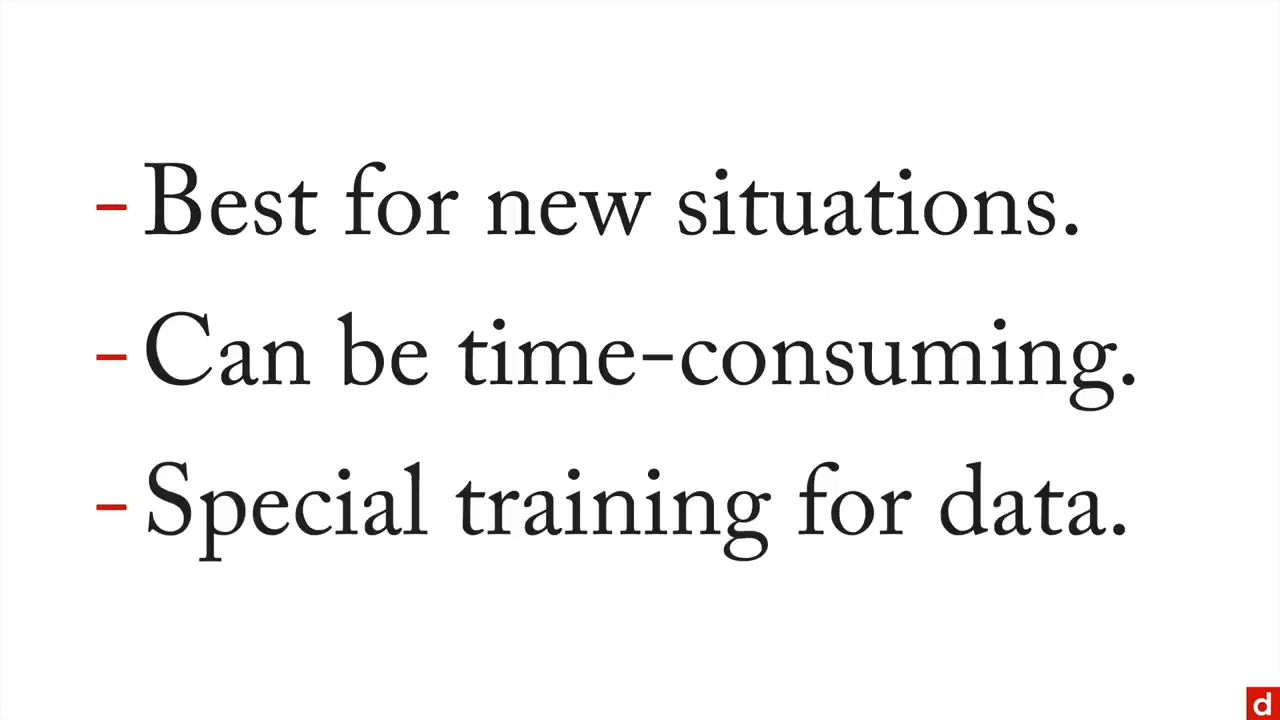 - Best for new situations.
- Can be time-consuming.
- Special training for data.
d